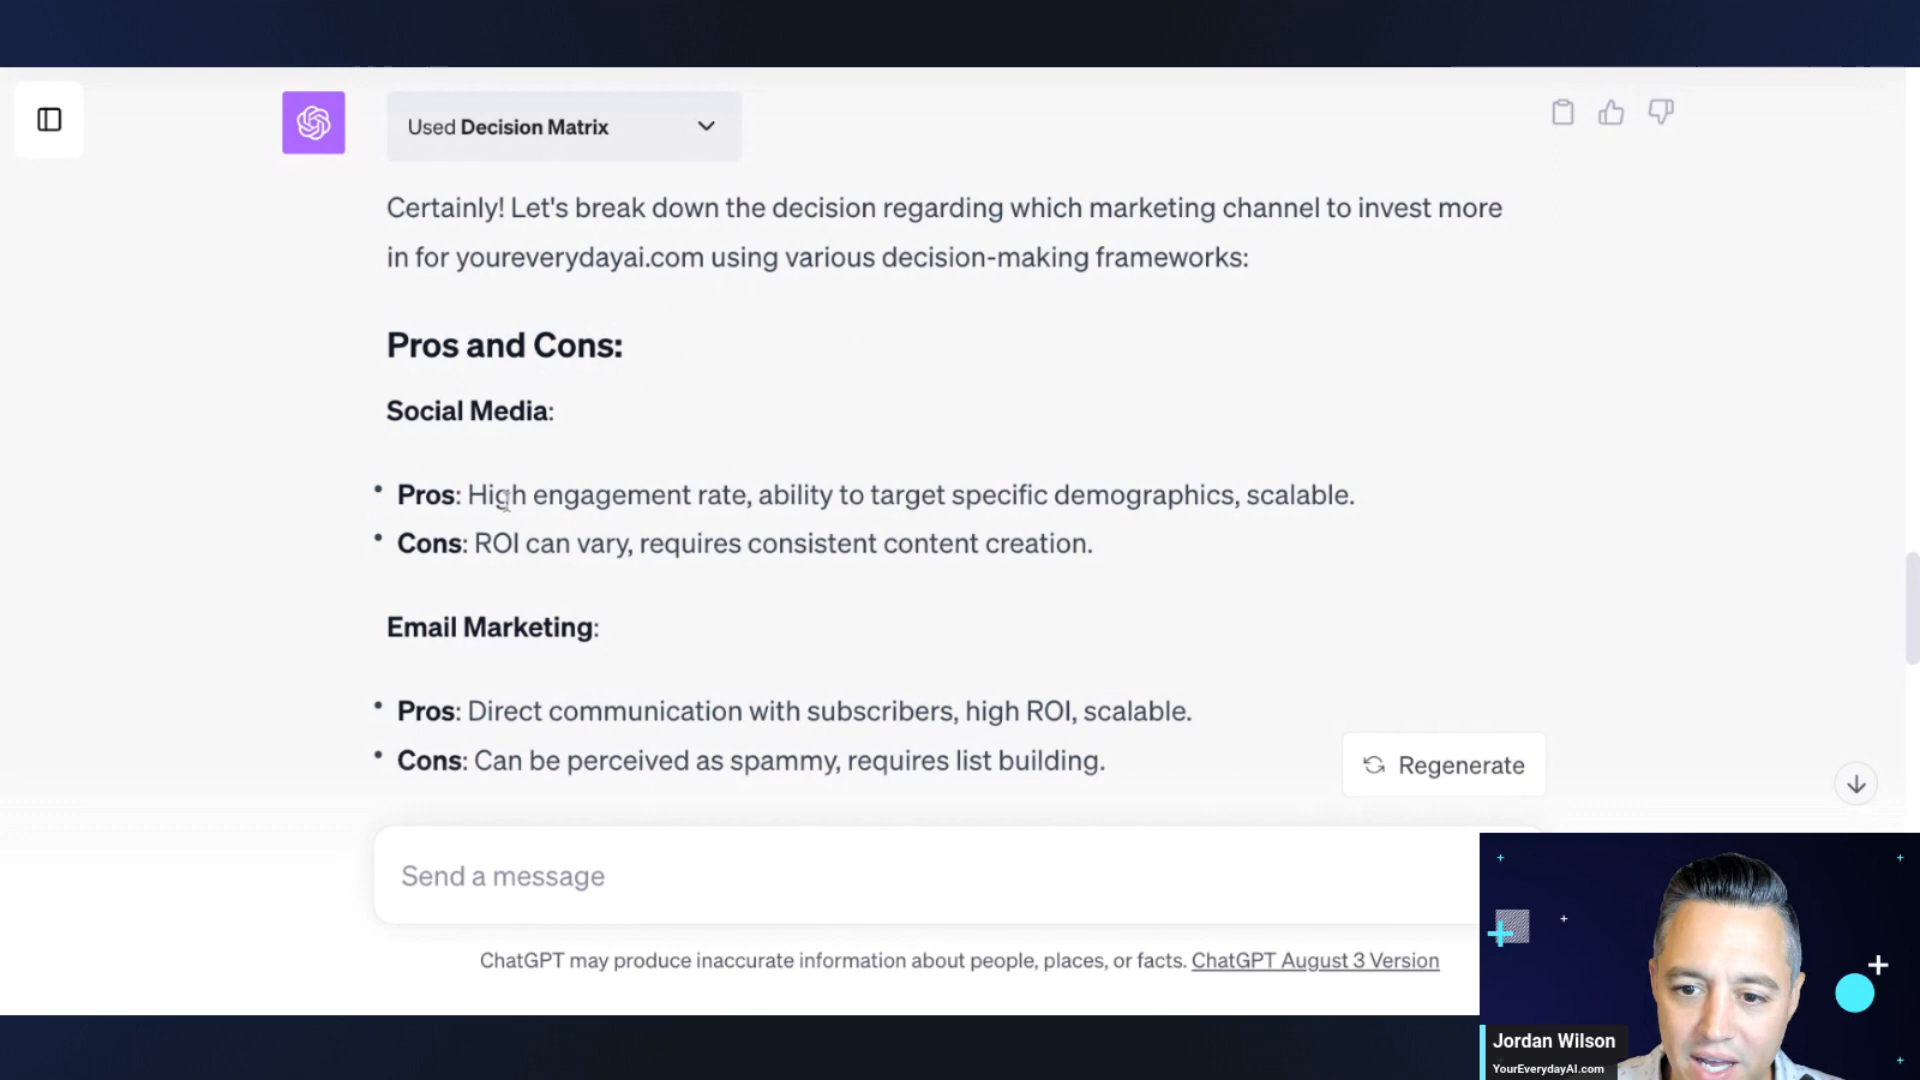 Used Decision Matrix
Certainly! Let's break down the decision regarding which marketing channel to invest more
in for youreverydayai.com using various decision-making frameworks:
Pros and Cons:
Social Media:
• Pros: High engagement rate, ability to target specific demographics, scalable.
• Cons: ROI can vary, requires consistent content creation.
Email Marketing:
• Pros: Direct communication with subscribers, high ROI, scalable.
• Cons: Can be perceived as spammy, requires list building.
Regenerate
Send a message
ChatGPT may produce inaccurate information about people, places, or facts. ChatGPT August 3 Version
Jordan Wilson
YourEverydayAI.com